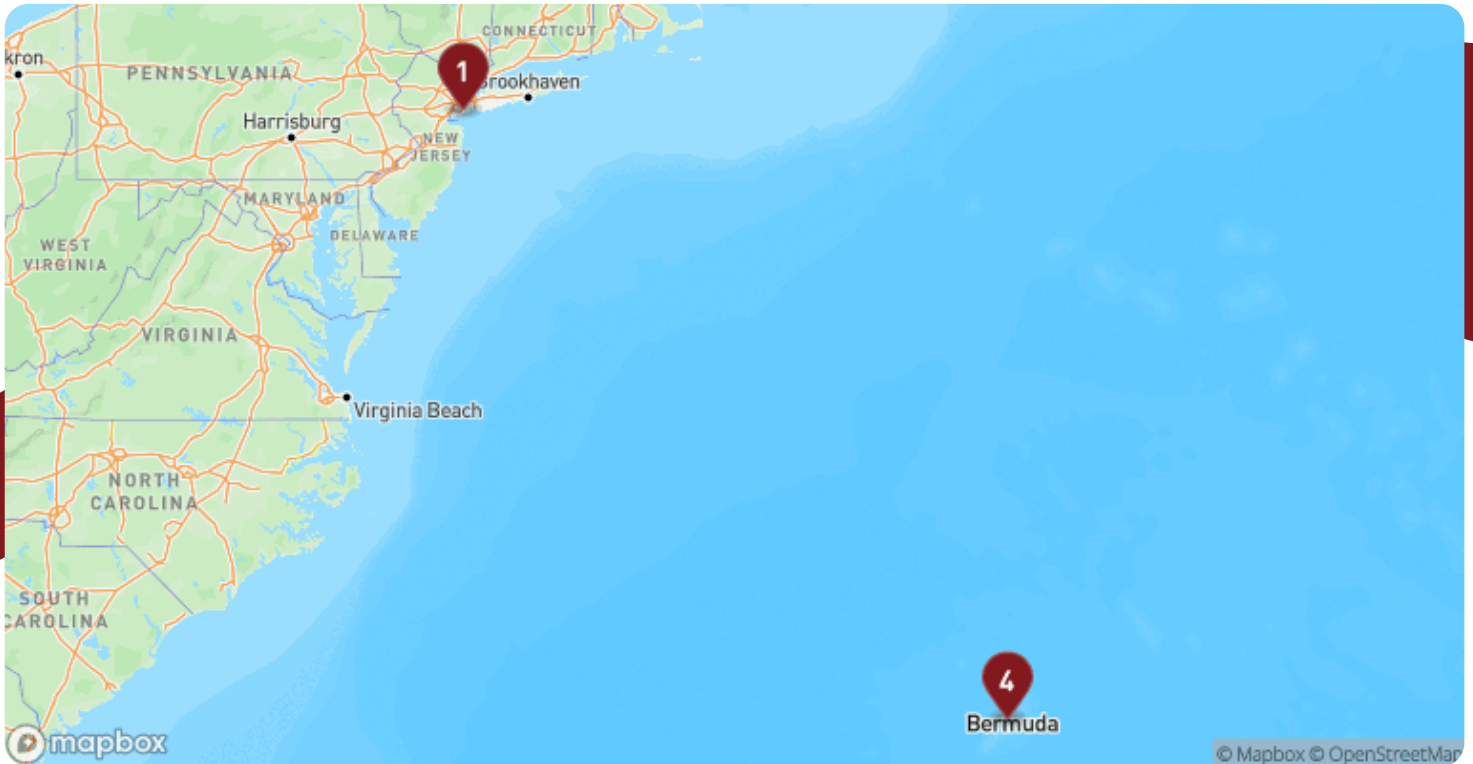 CONNECTICUT
kron
PENNSYLVANIA
1
Brookhaven
Harrisburg
NEW
JERSEY
MARYLAND
DELAWARE
WEST
VIRGINIA
VIRGINIA
Virginia Beach
NORTH
CAROLINA
SOUTH
CAROLINA
4
Bermuda
mapbox
© Mapbox © OpenStreetMap